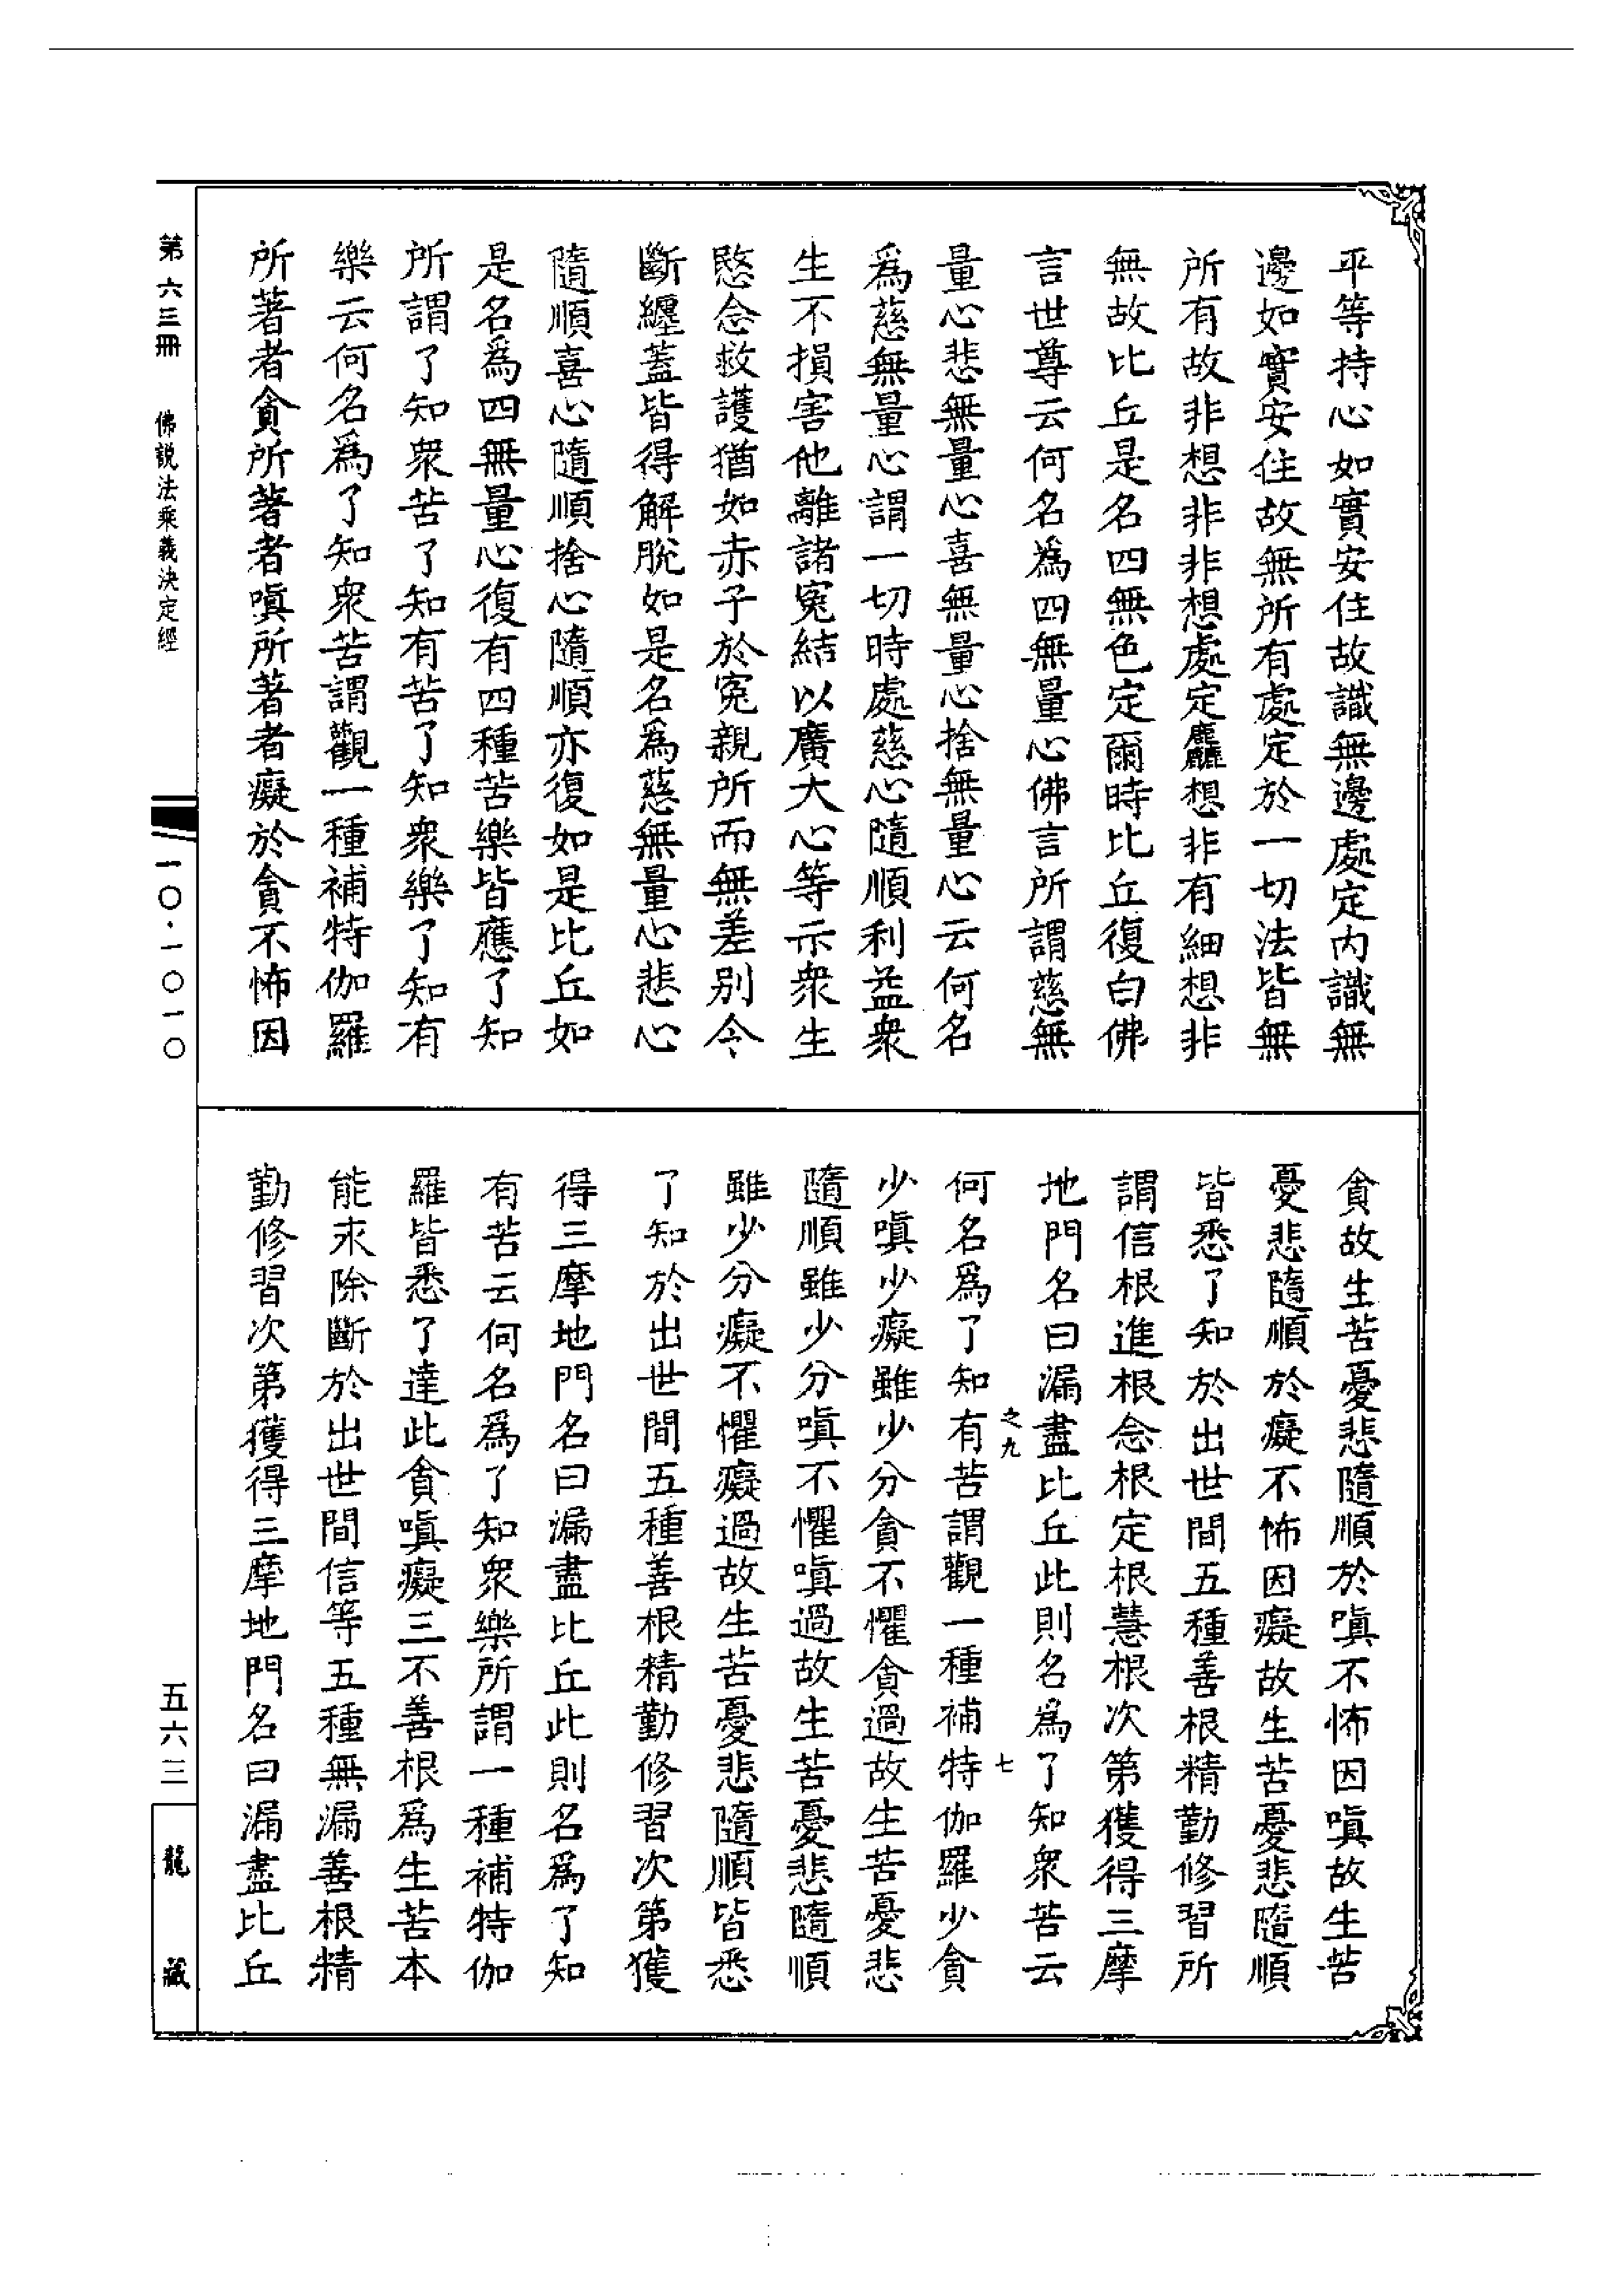 平等持心如實安住故識無邊處定內識無
邊如實安住故無所有處定於一切法皆無
所有故非想非非想處定麤想非有細想非
無故比丘是名四無色定爾時比丘復白佛
言世尊云何名為四無量心佛言所謂慈無
量心悲無量心喜無量心捨無量心云何名
為慈無量心謂一切時處慈心隨順利益衆
生不損害他離諸冤結以廣大心等示衆生
愍念救護猶如赤子於冤親所而無差別令
斷纏蓋皆得解脫如是名為慈無量心悲心
隨順喜心隨順捨心隨順亦復如是比丘如
是名為四無量心復有四種苦樂皆應了知
所謂了知衆苦了知有苦了知衆樂了知有
樂云何名為了知衆苦謂觀一種補特伽羅
所著者貪所著者嗔所著者癡於貪不怖因
貪故生苦憂悲隨順於嗔不怖因嗔故生苦
憂悲隨順於癡不怖因癡故生苦憂悲隨順
皆悉了知於出世間五種善根精勤修習所
謂信根進根念根定根慧根次第獲得三摩
地門名曰漏盡比丘此則名為了知衆苦云
之九 七
何名為了知有苦謂觀一種補特伽羅少貪
少嗔少癡雖少分貪不懼貪過故生苦憂悲
隨順雖少分嗔不懼嗔過故生苦憂悲隨順
雖少分癡不懼癡過故生苦憂悲隨順皆悉
了知於出世間五種善根精勤修習次第獲
得三摩地門名曰漏盡比丘此則名為了知
有苦云何名為了知衆樂所謂一種補特伽
羅皆悉了達此貪嗔癡三不善根為生苦本
能求除斷於出世間信等五種無漏善根精
勤修習次第獲得三摩地門名曰漏盡比丘
第六三冊 佛說法乘義決定經 一〇·一〇一〇 五六三 龍藏